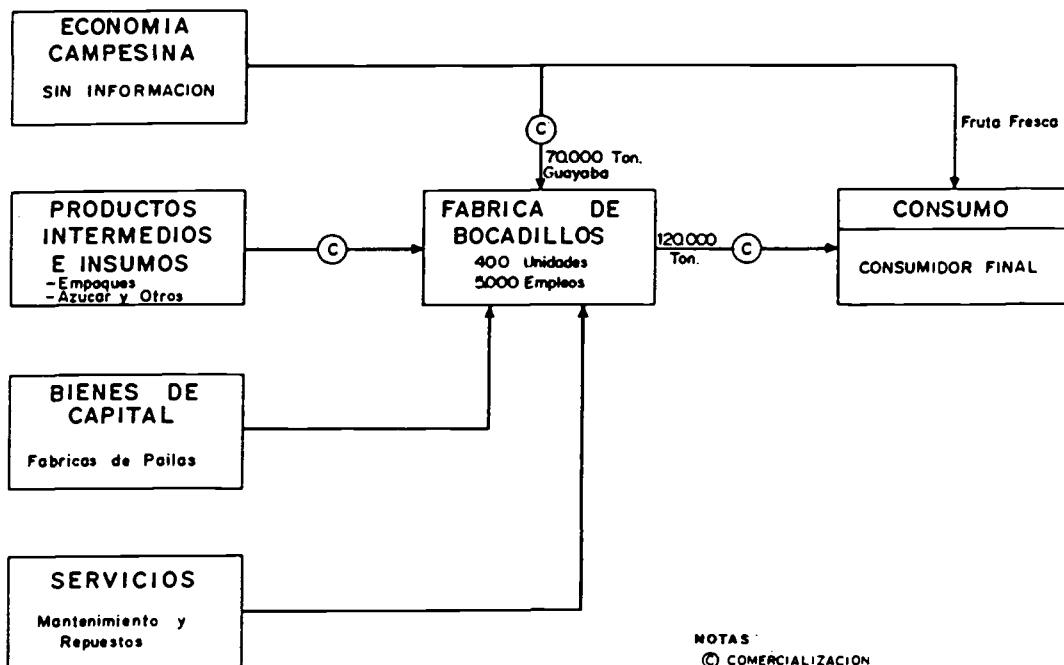 ECONOMIA
CAMPESINA
SIN INFORMACION
C
70.000 Ton.
Guayaba
Fruta Fresca
PRODUCTOS
INTERMEDIOS
E INSUMOS
-Empaques
-Azucar y Otros
C
FABRICA DE
BOCADILLOS
400 Unidades
5.000 Empleos
120.000
Ton.
C
CONSUMO
CONSUMIDOR FINAL
BIENES DE
CAPITAL
Fabricas de Pailas
SERVICIOS
Mantenimiento y
Repuestos
NOTAS
Ⓒ COMERCIALIZACION